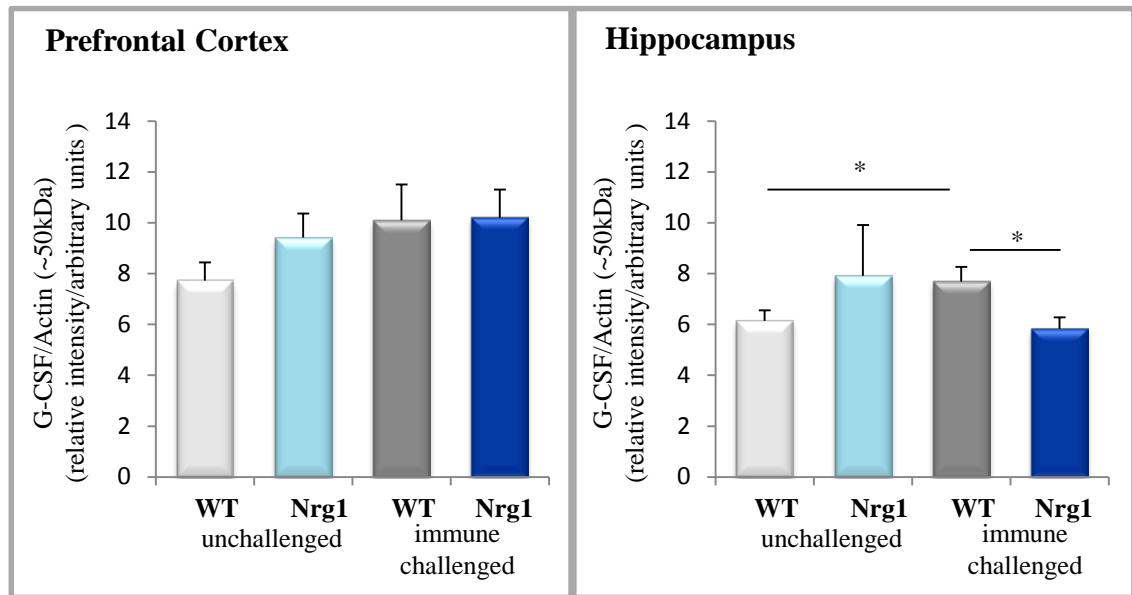 Prefrontal Cortex
G-CSF/Actin (~50kDa)
(relative intensity/arbitrary units )
14
12
10
8
6
4
2
0
WT Nrg1 WT Nrg1
unchallenged immune
challenged
Hippocampus
G-CSF/Actin (~50kDa)
(relative intensity/arbitrary units )
14
12
10
8
6
4
2
0
*
*
WT Nrg1 WT Nrg1
unchallenged immune
challenged